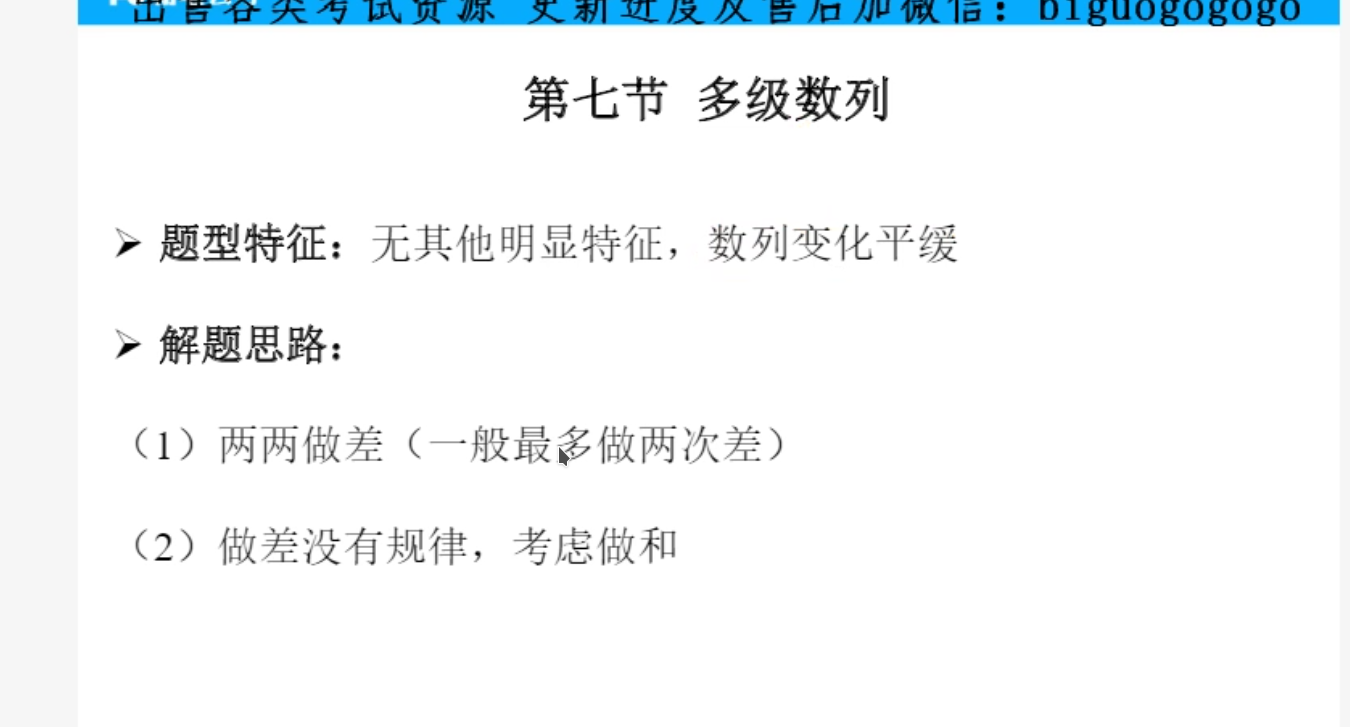 出售各类考试资源 更新进度及售后加微信：biguogogogo
第七节 多级数列
➢ 题型特征：无其他明显特征，数列变化平缓
➢ 解题思路：
（1）两两做差（一般最多做两次差）
（2）做差没有规律，考虑做和